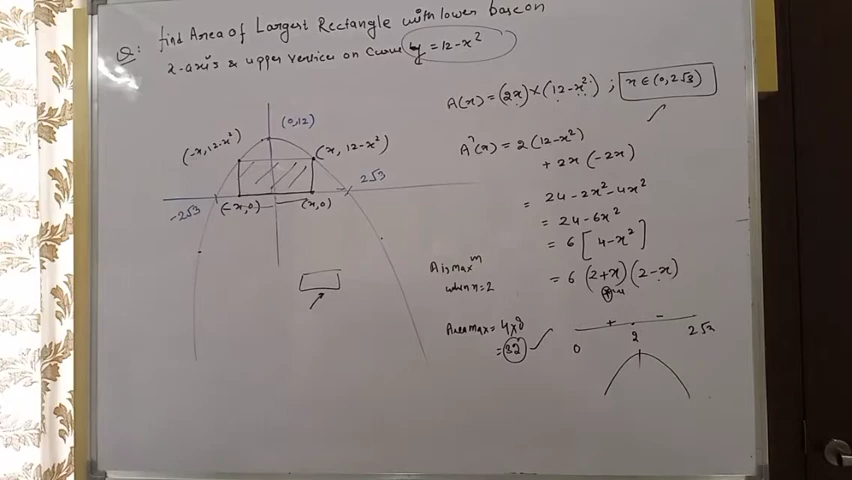 Q: find Area of Largest Rectangle with lower base on
x-axis & upper vertices on curve y = 12-x²
(0,12)
(-x, 12-x²)
(x, 12-x²)
-2√3
(-x,0)
(x,0)
2√3
A(x) = (2x) × (12-x²) ; x ∈ (0, 2√3)
A'(x) = 2(12-x²)
+ 2x(-2x)
= 24-2x²-4x²
= 24-6x²
= 6[4-x²]
= 6(2+x)(2-x)
A is maxᵐ
when x=2
Area max = 4×8
= 32
+ -
0 2 2√3